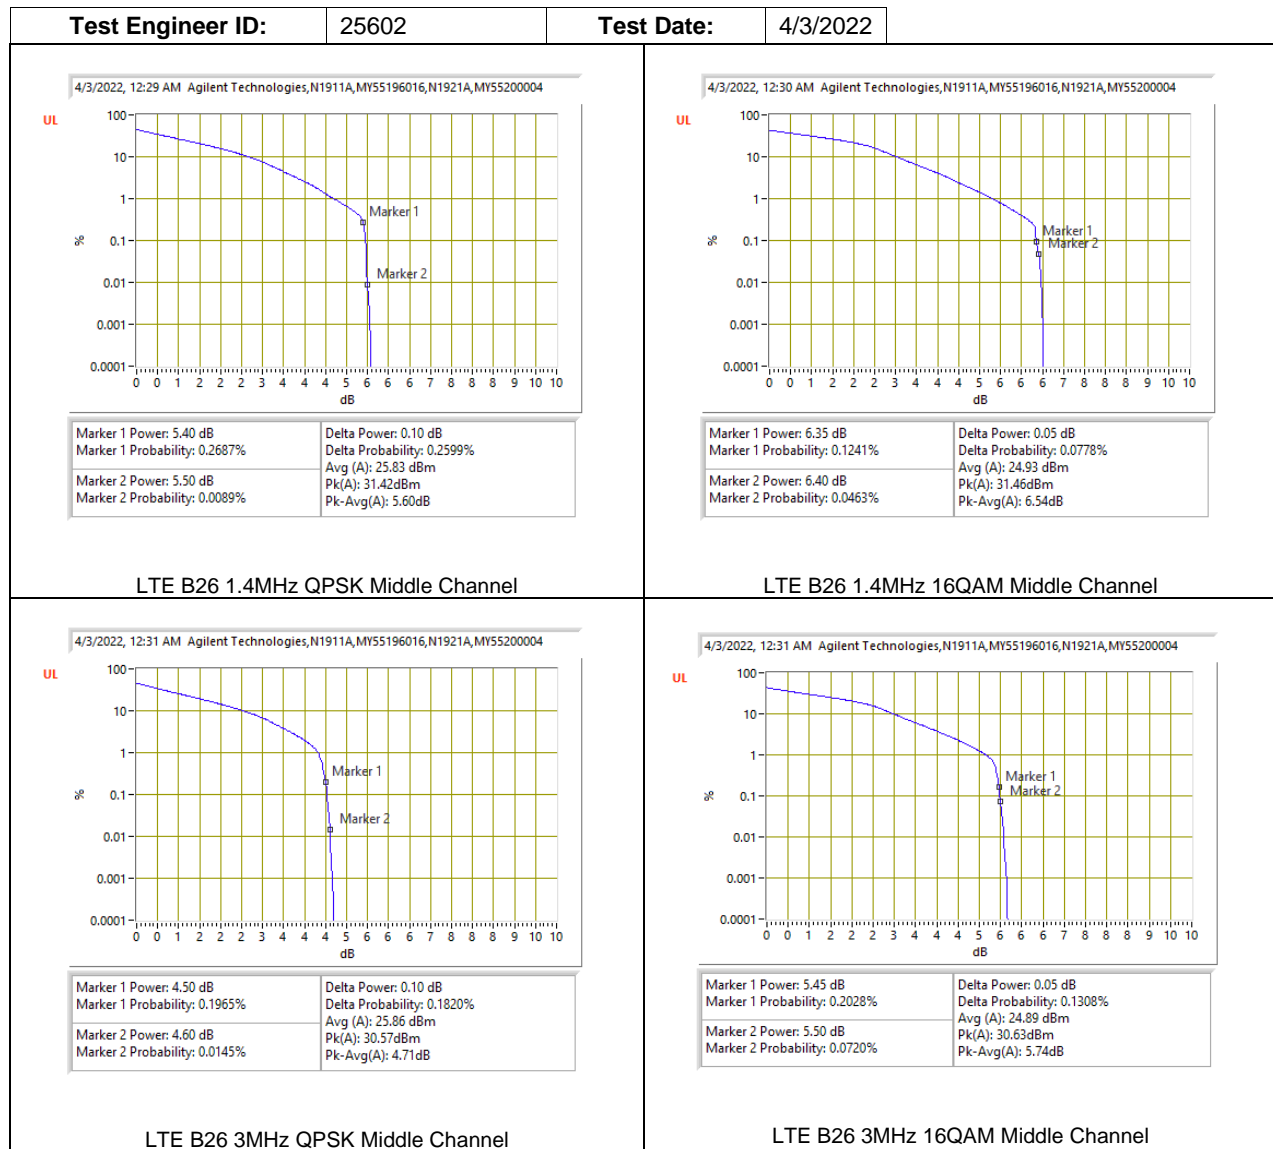 Test Engineer ID: 25602 Test Date: 4/3/2022
4/3/2022, 12:29 AM Agilent Technologies,N1911A,MY55196016,N1921A,MY55200004
UL
100
10
1
0.1
0.01
0.001
0.0001
%
Marker 1
Marker 2
0 0 1 2 2 2 3 4 4 4 5 6 6 6 7 8 8 8 9 10 10
dB
Marker 1 Power: 5.40 dB
Marker 1 Probability: 0.2687%
Marker 2 Power: 5.50 dB
Marker 2 Probability: 0.0089%
Delta Power: 0.10 dB
Delta Probability: 0.2599%
Avg (A): 25.83 dBm
Pk(A): 31.42dBm
Pk-Avg(A): 5.60dB
LTE B26 1.4MHz QPSK Middle Channel
4/3/2022, 12:30 AM Agilent Technologies,N1911A,MY55196016,N1921A,MY55200004
UL
100
10
1
0.1
0.01
0.001
0.0001
%
Marker 1
Marker 2
0 0 1 2 2 2 3 4 4 4 5 6 6 6 7 8 8 8 9 10 10
dB
Marker 1 Power: 6.35 dB
Marker 1 Probability: 0.1241%
Marker 2 Power: 6.40 dB
Marker 2 Probability: 0.0463%
Delta Power: 0.05 dB
Delta Probability: 0.0778%
Avg (A): 24.93 dBm
Pk(A): 31.46dBm
Pk-Avg(A): 6.54dB
LTE B26 1.4MHz 16QAM Middle Channel
4/3/2022, 12:31 AM Agilent Technologies,N1911A,MY55196016,N1921A,MY55200004
UL
100
10
1
0.1
0.01
0.001
0.0001
%
Marker 1
Marker 2
0 0 1 2 2 2 3 4 4 4 5 6 6 6 7 8 8 8 9 10 10
dB
Marker 1 Power: 4.50 dB
Marker 1 Probability: 0.1965%
Marker 2 Power: 4.60 dB
Marker 2 Probability: 0.0145%
Delta Power: 0.10 dB
Delta Probability: 0.1820%
Avg (A): 25.86 dBm
Pk(A): 30.57dBm
Pk-Avg(A): 4.71dB
LTE B26 3MHz QPSK Middle Channel
4/3/2022, 12:31 AM Agilent Technologies,N1911A,MY55196016,N1921A,MY55200004
UL
100
10
1
0.1
0.01
0.001
0.0001
%
Marker 1
Marker 2
0 0 1 2 2 2 3 4 4 4 5 6 6 6 7 8 8 8 9 10 10
dB
Marker 1 Power: 5.45 dB
Marker 1 Probability: 0.2028%
Marker 2 Power: 5.50 dB
Marker 2 Probability: 0.0720%
Delta Power: 0.05 dB
Delta Probability: 0.1308%
Avg (A): 24.89 dBm
Pk(A): 30.63dBm
Pk-Avg(A): 5.74dB
LTE B26 3MHz 16QAM Middle Channel